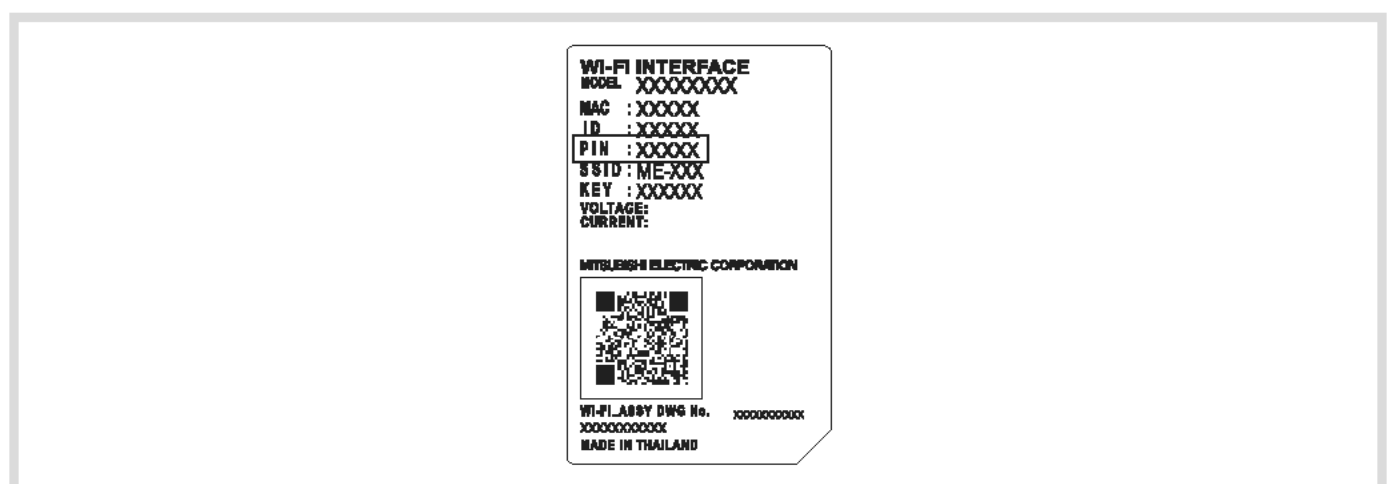 WI-FI INTERFACE
MODEL XXXXXXXX
MAC : XXXXX
ID : XXXXX
PIN : XXXXX
SSID : ME-XXX
KEY : XXXXXX
VOLTAGE:
CURRENT:
MITSUBISHI ELECTRIC CORPORATION
WI-FI_ASSY DWG No. XXXXXXXXXXX
XXXXXXXXXXX
MADE IN THAILAND